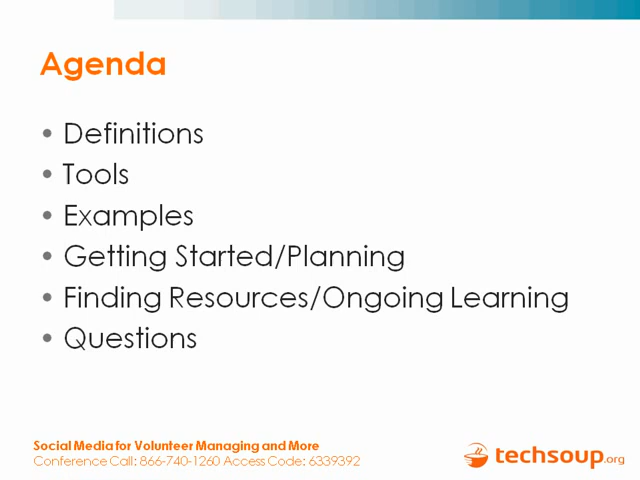 Agenda
• Definitions
• Tools
• Examples
• Getting Started/Planning
• Finding Resources/Ongoing Learning
• Questions
Social Media for Volunteer Managing and More
Conference Call: 866-740-1260 Access Code: 6339392
techsoup.org